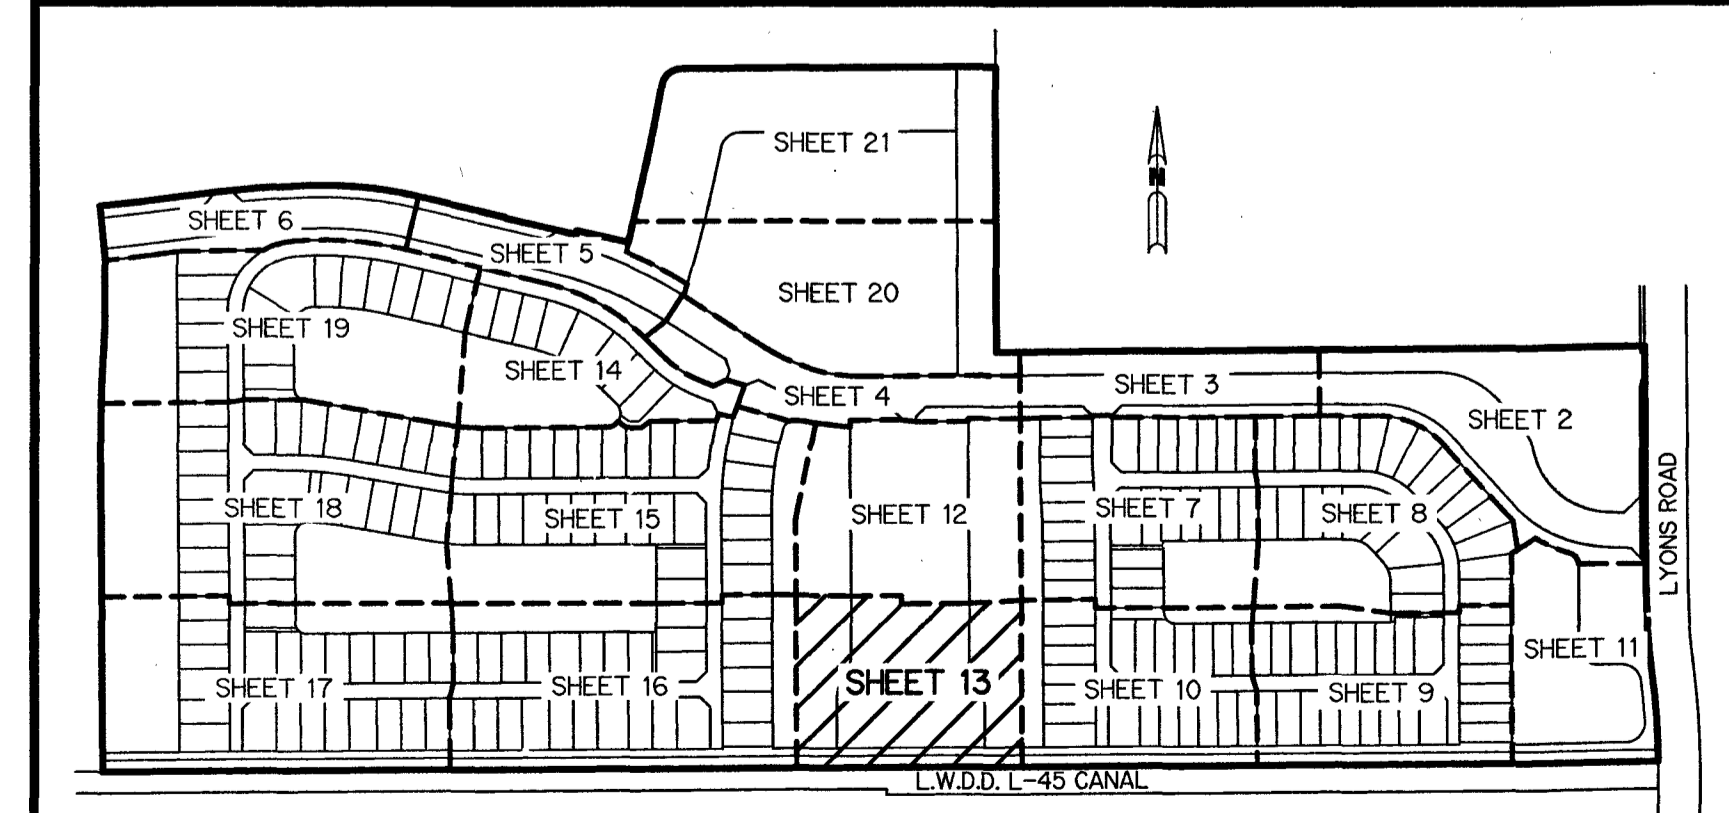 SHEET 21
N
SHEET 6
SHEET 5
SHEET 20
SHEET 19
SHEET 14
SHEET 4
SHEET 3
SHEET 2
LYONS ROAD
SHEET 18
SHEET 15
SHEET 12
SHEET 7
SHEET 8
SHEET 11
SHEET 17
SHEET 16
SHEET 13
SHEET 10
SHEET 9
L.W.D.D. L-45 CANAL